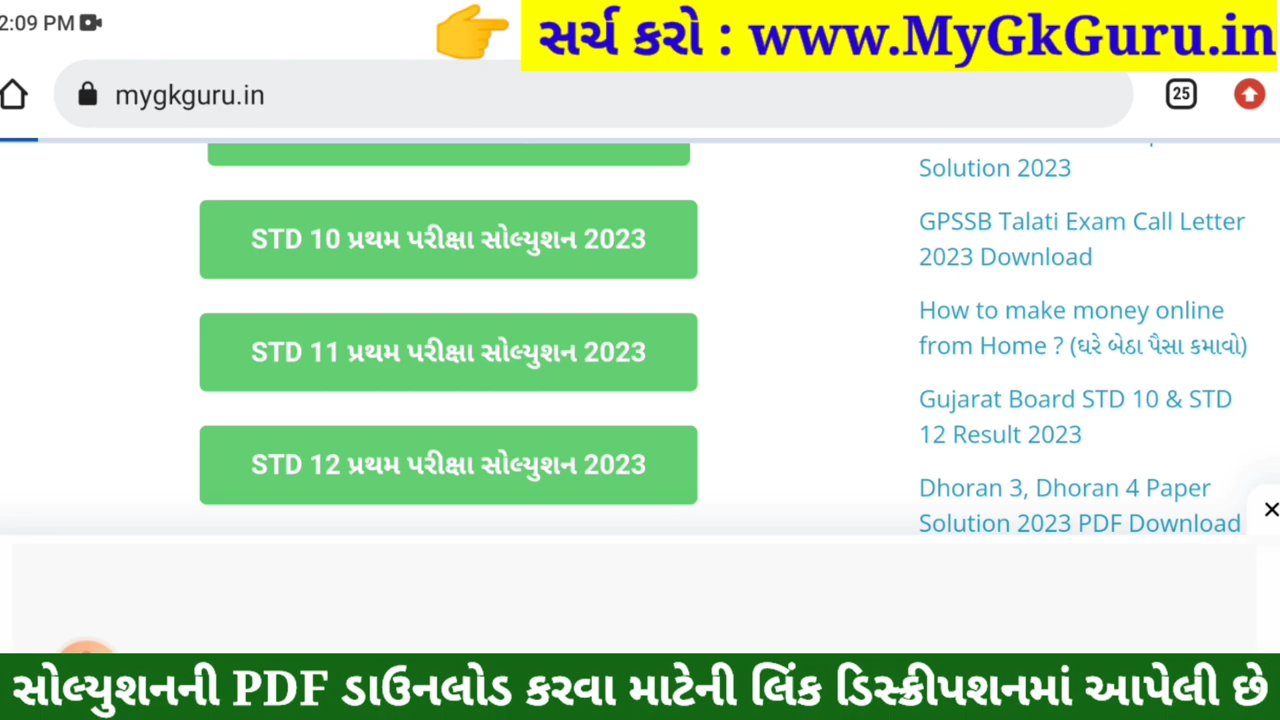 2:09 PM
સર્ચ કરો : www.MyGkGuru.in
mygkguru.in
25
STD 10 પ્રથમ પરીક્ષા સોલ્યુશન 2023
STD 11 પ્રથમ પરીક્ષા સોલ્યુશન 2023
STD 12 પ્રથમ પરીક્ષા સોલ્યુશન 2023
Solution 2023
GPSSB Talati Exam Call Letter
2023 Download
How to make money online
from Home ? (ઘરે બેઠા પૈસા કમાવો)
Gujarat Board STD 10 & STD
12 Result 2023
Dhoran 3, Dhoran 4 Paper
Solution 2023 PDF Download
સોલ્યુશનની PDF ડાઉનલોડ કરવા માટેની લિંક ડિસ્ક્રીપશનમાં આપેલી છે